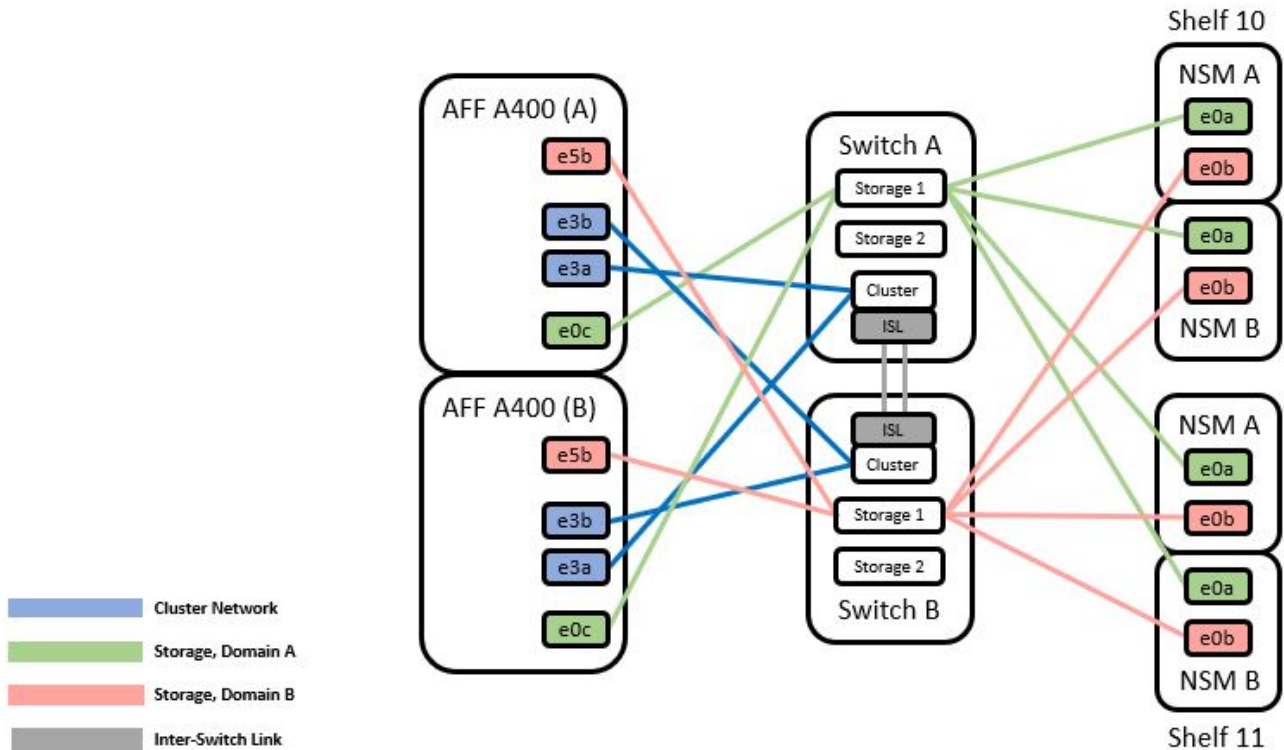 AFF A400 (A)
e5b
e3b
e3a
e0c
AFF A400 (B)
e5b
e3b
e3a
e0c
Switch A
Storage 1
Storage 2
Cluster
ISL
ISL
Cluster
Storage 1
Storage 2
Switch B
Shelf 10
NSM A
e0a
e0b
e0a
e0b
NSM B
NSM A
e0a
e0b
e0a
e0b
NSM B
Shelf 11
Cluster Network
Storage, Domain A
Storage, Domain B
Inter-Switch Link